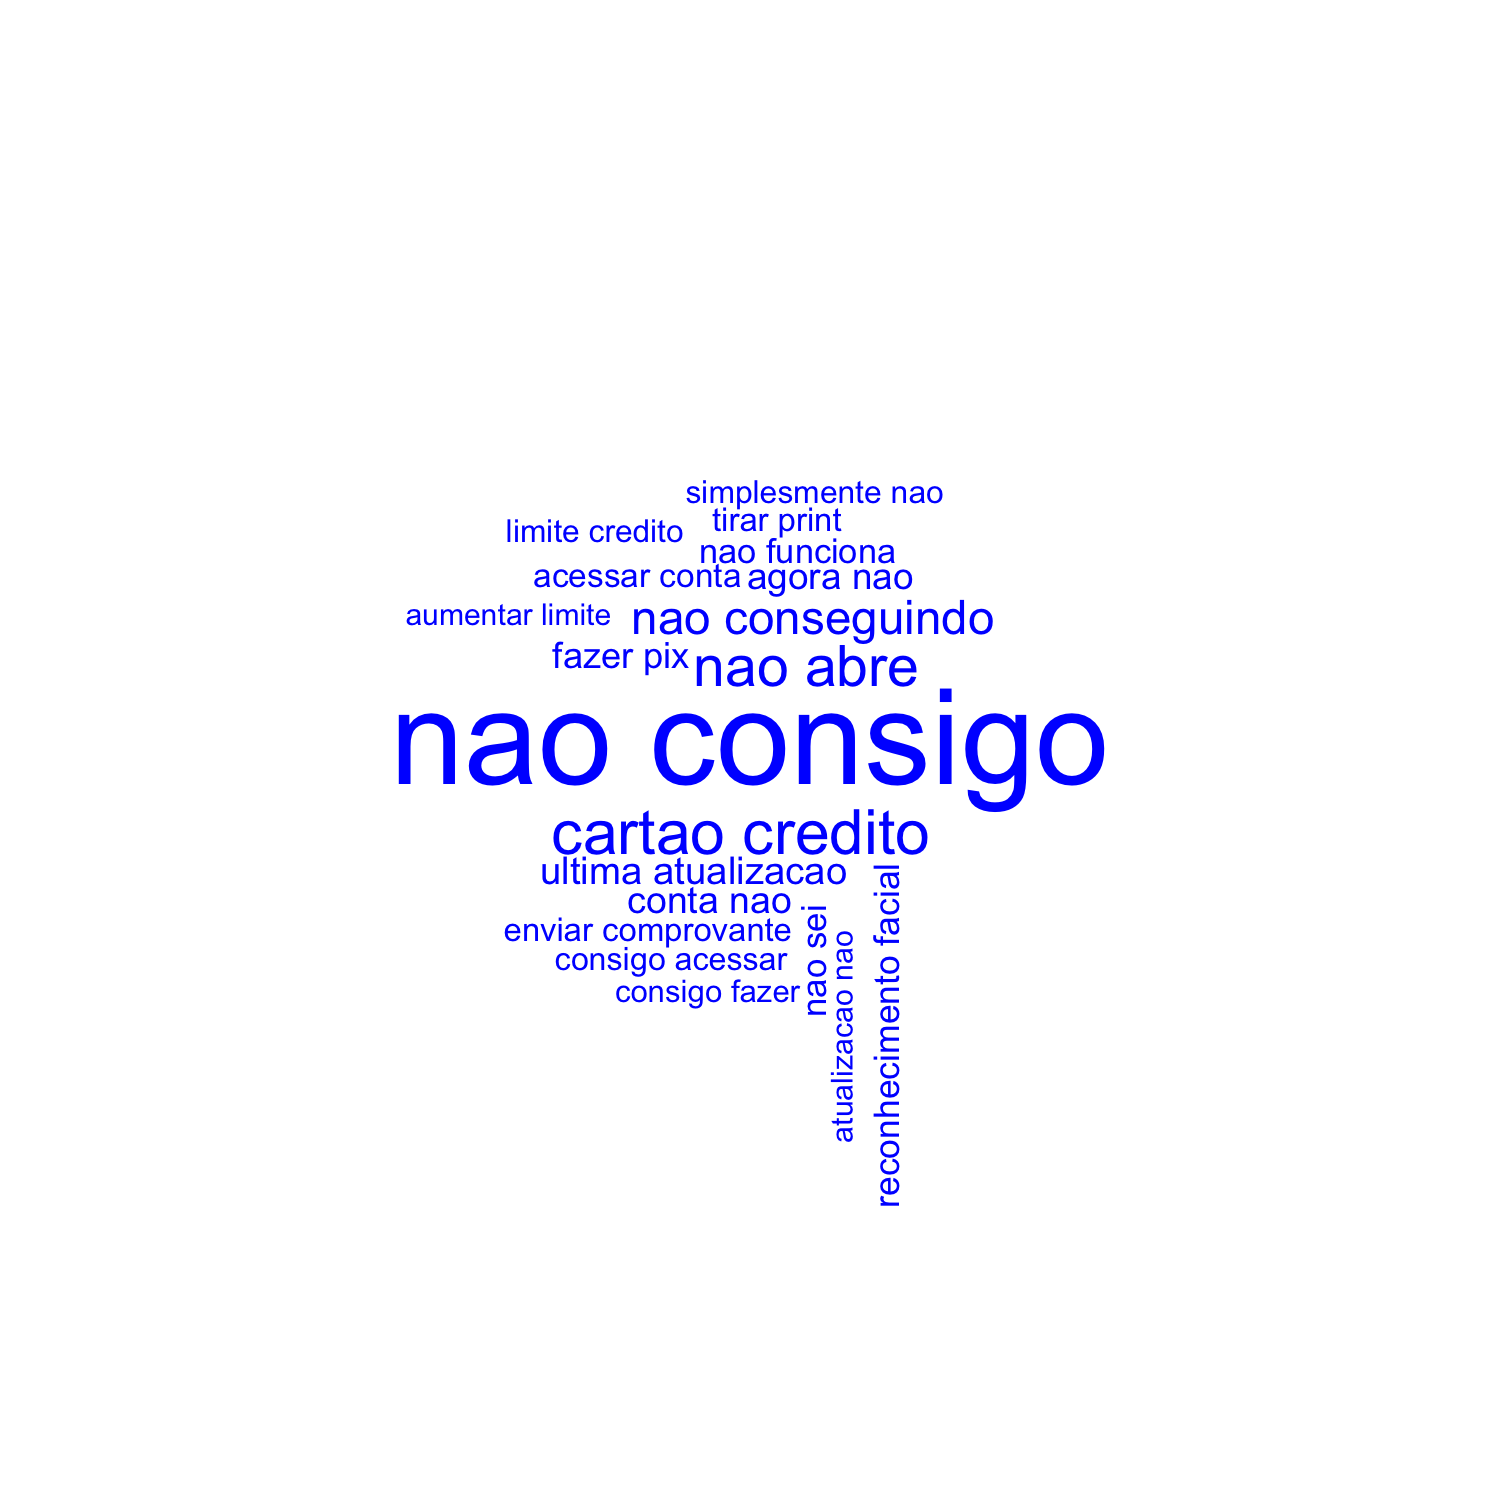 simplesmente nao
tirar print
limite credito
nao funciona
acessar conta
agora nao
aumentar limite
nao conseguindo
fazer pix
nao abre
nao consigo
cartao credito
ultima atualizacao
conta nao
enviar comprovante
consigo acessar
consigo fazer
nao sei
atualizacao nao
reconhecimento facial